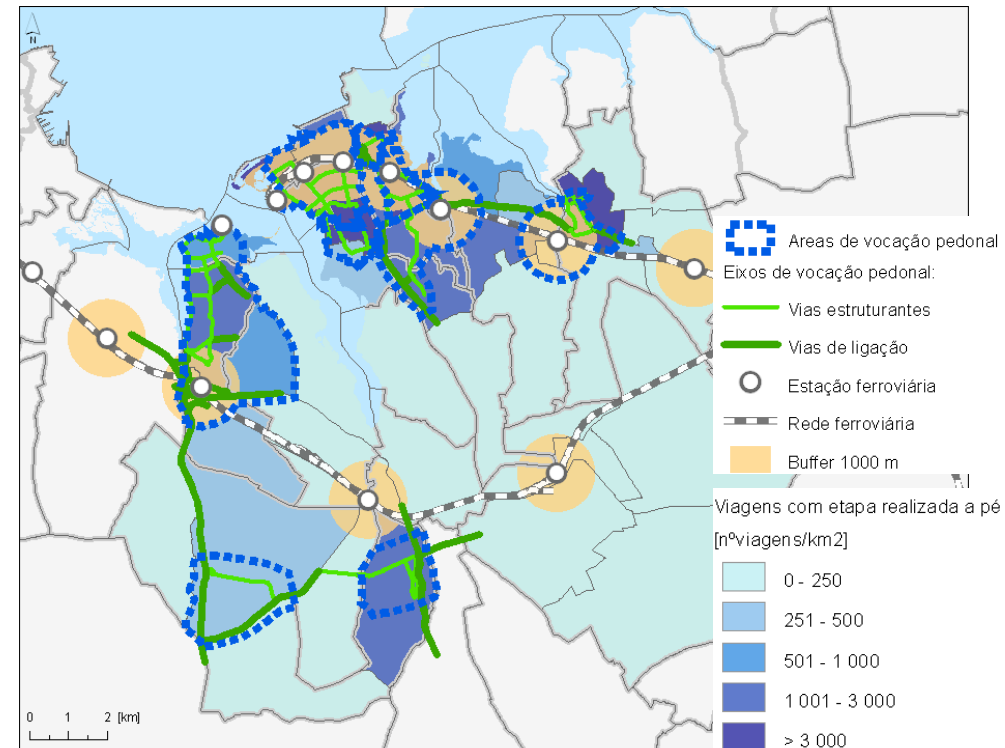 N
Areas de vocação pedonal
Eixos de vocação pedonal:
Vias estruturantes
Vias de ligação
Estação ferroviária
Rede ferroviária
Buffer 1000 m
Viagens com etapa realizada a pé
[nºviagens/km2]
0 - 250
251 - 500
501 - 1 000
1 001 - 3 000
> 3 000
0 1 2 [km]